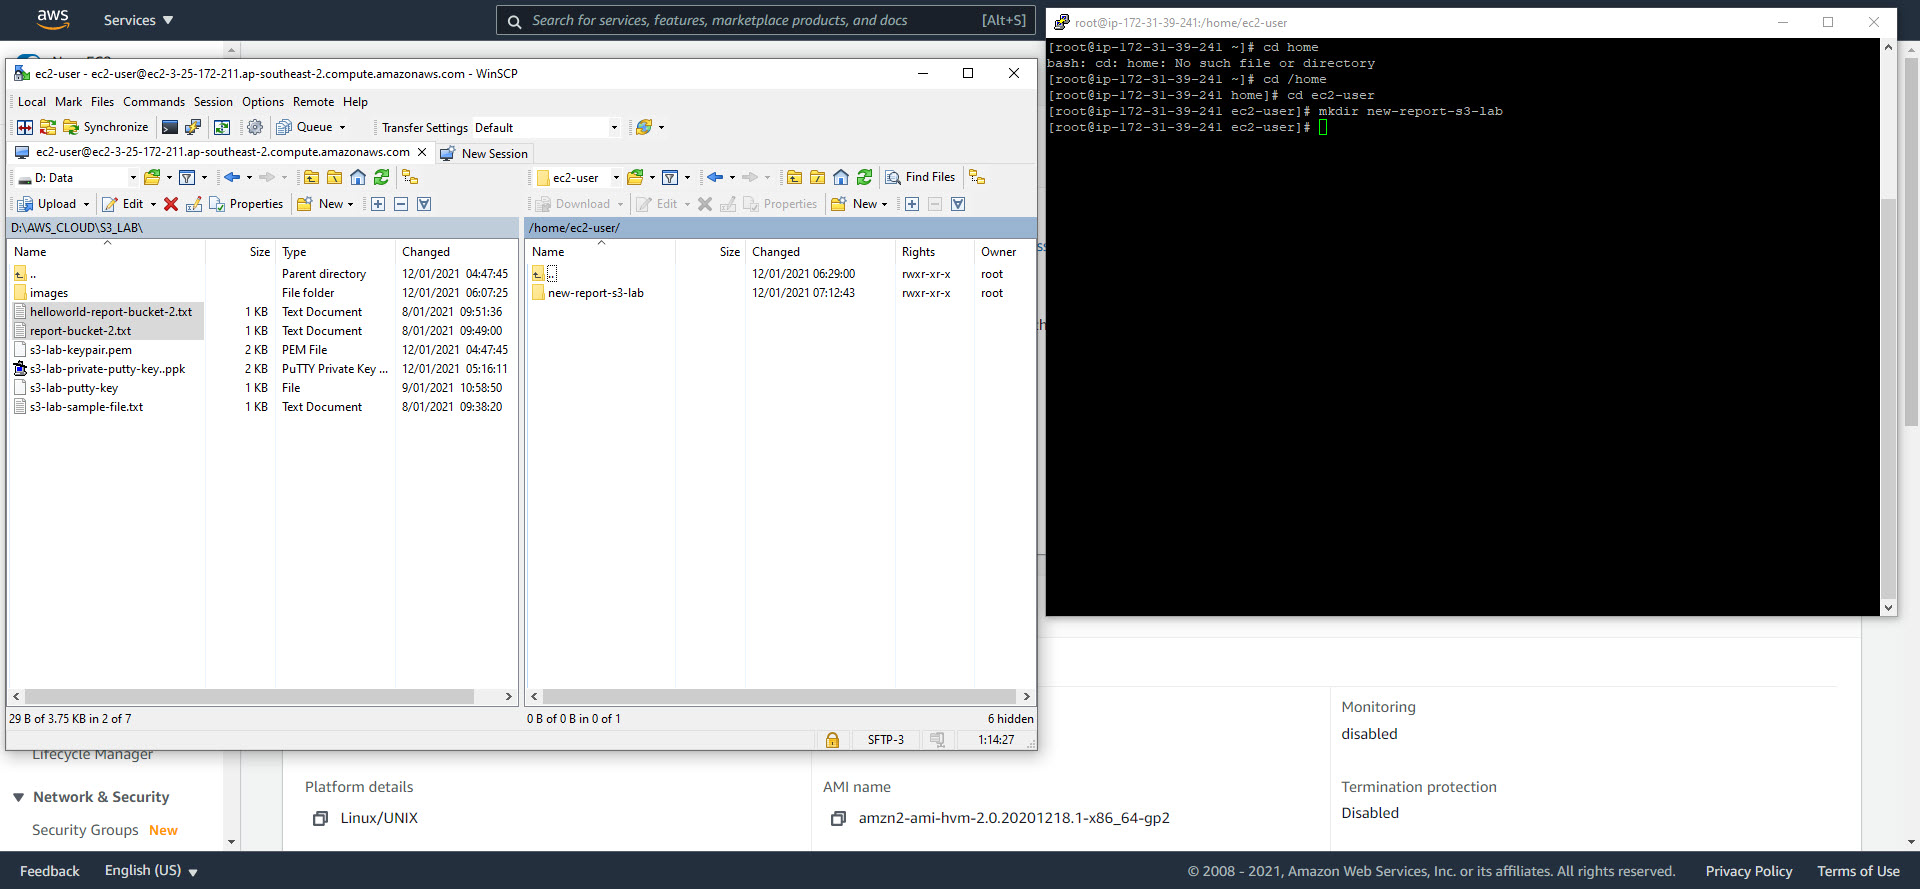 aws
Services
Search for services, features, marketplace products, and docs [Alt+S]
ec2-user - ec2-user@ec2-3-25-172-211.ap-southeast-2.compute.amazonaws.com - WinSCP
Local Mark Files Commands Session Options Remote Help
Synchronize Queue Transfer Settings Default
ec2-user@ec2-3-25-172-211.ap-southeast-2.compute.amazonaws.com New Session
D: Data
Upload Edit Properties New
D:\AWS_CLOUD\S3_LAB\
Name Size Type Changed
.. Parent directory 12/01/2021 04:47:45
images File folder 12/01/2021 06:07:25
helloworld-report-bucket-2.txt 1 KB Text Document 8/01/2021 09:51:36
report-bucket-2.txt 1 KB Text Document 8/01/2021 09:49:00
s3-lab-keypair.pem 2 KB PEM File 12/01/2021 04:47:45
s3-lab-private-putty-key..ppk 2 KB PuTTY Private Key ... 12/01/2021 05:16:11
s3-lab-putty-key 1 KB File 9/01/2021 10:58:50
s3-lab-sample-file.txt 1 KB Text Document 8/01/2021 09:38:20
29 B of 3.75 KB in 2 of 7
ec2-user Find Files
Download Edit Properties New
/home/ec2-user/
Name Size Changed Rights Owner
.. 12/01/2021 06:29:00 rwxr-xr-x root
new-report-s3-lab 12/01/2021 07:12:43 rwxr-xr-x root
0 B of 0 B in 0 of 1 6 hidden
SFTP-3 1:14:27
root@ip-172-31-39-241:/home/ec2-user
[root@ip-172-31-39-241 ~]# cd home
bash: cd: home: No such file or directory
[root@ip-172-31-39-241 ~]# cd /home
[root@ip-172-31-39-241 home]# cd ec2-user
[root@ip-172-31-39-241 ec2-user]# mkdir new-report-s3-lab
[root@ip-172-31-39-241 ec2-user]#
Lifecycle Manager
Network & Security
Security Groups New
Platform details
Linux/UNIX
AMI name
amzn2-ami-hvm-2.0.20201218.1-x86_64-gp2
Monitoring
disabled
Termination protection
Disabled
Feedback English (US) © 2008 - 2021, Amazon Web Services, Inc. or its affiliates. All rights reserved. Privacy Policy Terms of Use